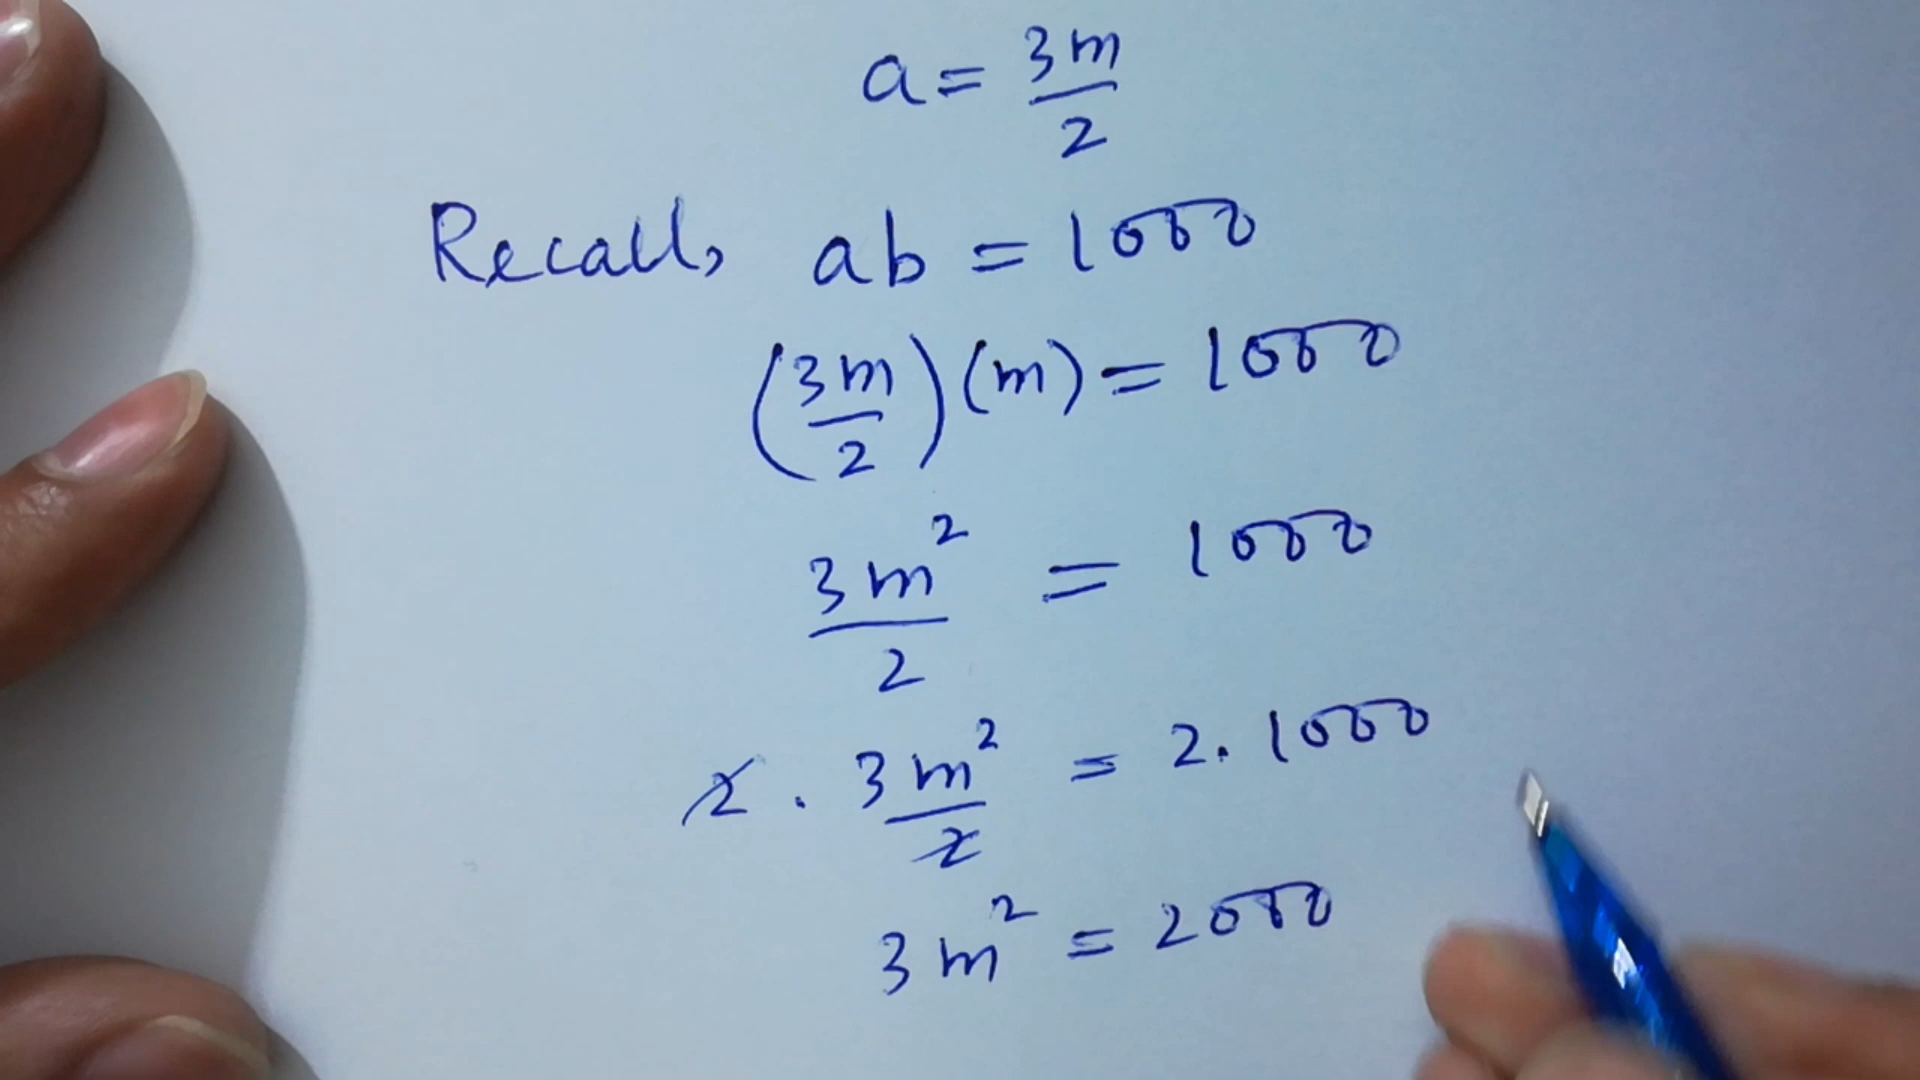 a = 3m/2
Recall, ab = 1000
(3m/2)(m) = 1000
3m²/2 = 1000
2 · 3m²/2 = 2 · 1000
3m² = 2000